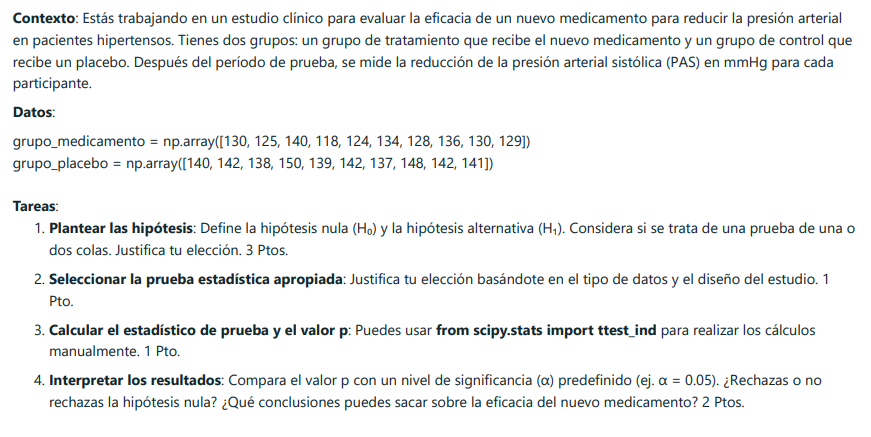 Contexto: Estás trabajando en un estudio clínico para evaluar la eficacia de un nuevo medicamento para reducir la presión arterial
en pacientes hipertensos. Tienes dos grupos: un grupo de tratamiento que recibe el nuevo medicamento y un grupo de control que
recibe un placebo. Después del período de prueba, se mide la reducción de la presión arterial sistólica (PAS) en mmHg para cada
participante.
Datos:
grupo_medicamento = np.array([130, 125, 140, 118, 124, 134, 128, 136, 130, 129])
grupo_placebo = np.array([140, 142, 138, 150, 139, 142, 137, 148, 142, 141])
Tareas:
1. Plantear las hipótesis: Define la hipótesis nula (H₀) y la hipótesis alternativa (H₁). Considera si se trata de una prueba de una o
dos colas. Justifica tu elección. 3 Ptos.
2. Seleccionar la prueba estadística apropiada: Justifica tu elección basándote en el tipo de datos y el diseño del estudio. 1
Pto.
3. Calcular el estadístico de prueba y el valor p: Puedes usar from scipy.stats import ttest_ind para realizar los cálculos
manualmente. 1 Pto.
4. Interpretar los resultados: Compara el valor p con un nivel de significancia (α) predefinido (ej. α = 0.05). ¿Rechazas o no
rechazas la hipótesis nula? ¿Qué conclusiones puedes sacar sobre la eficacia del nuevo medicamento? 2 Ptos.